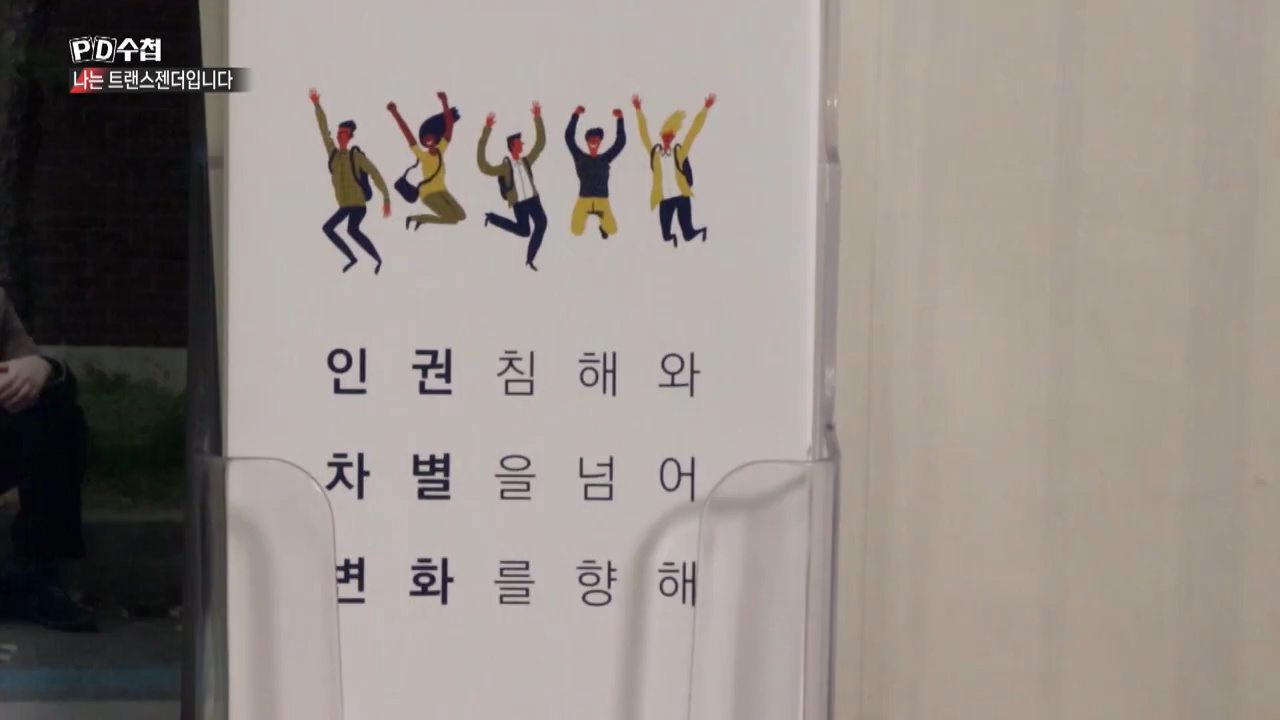 PD수첩
나는 트랜스젠더입니다
인권침해와
차별을넘어
변화를향해